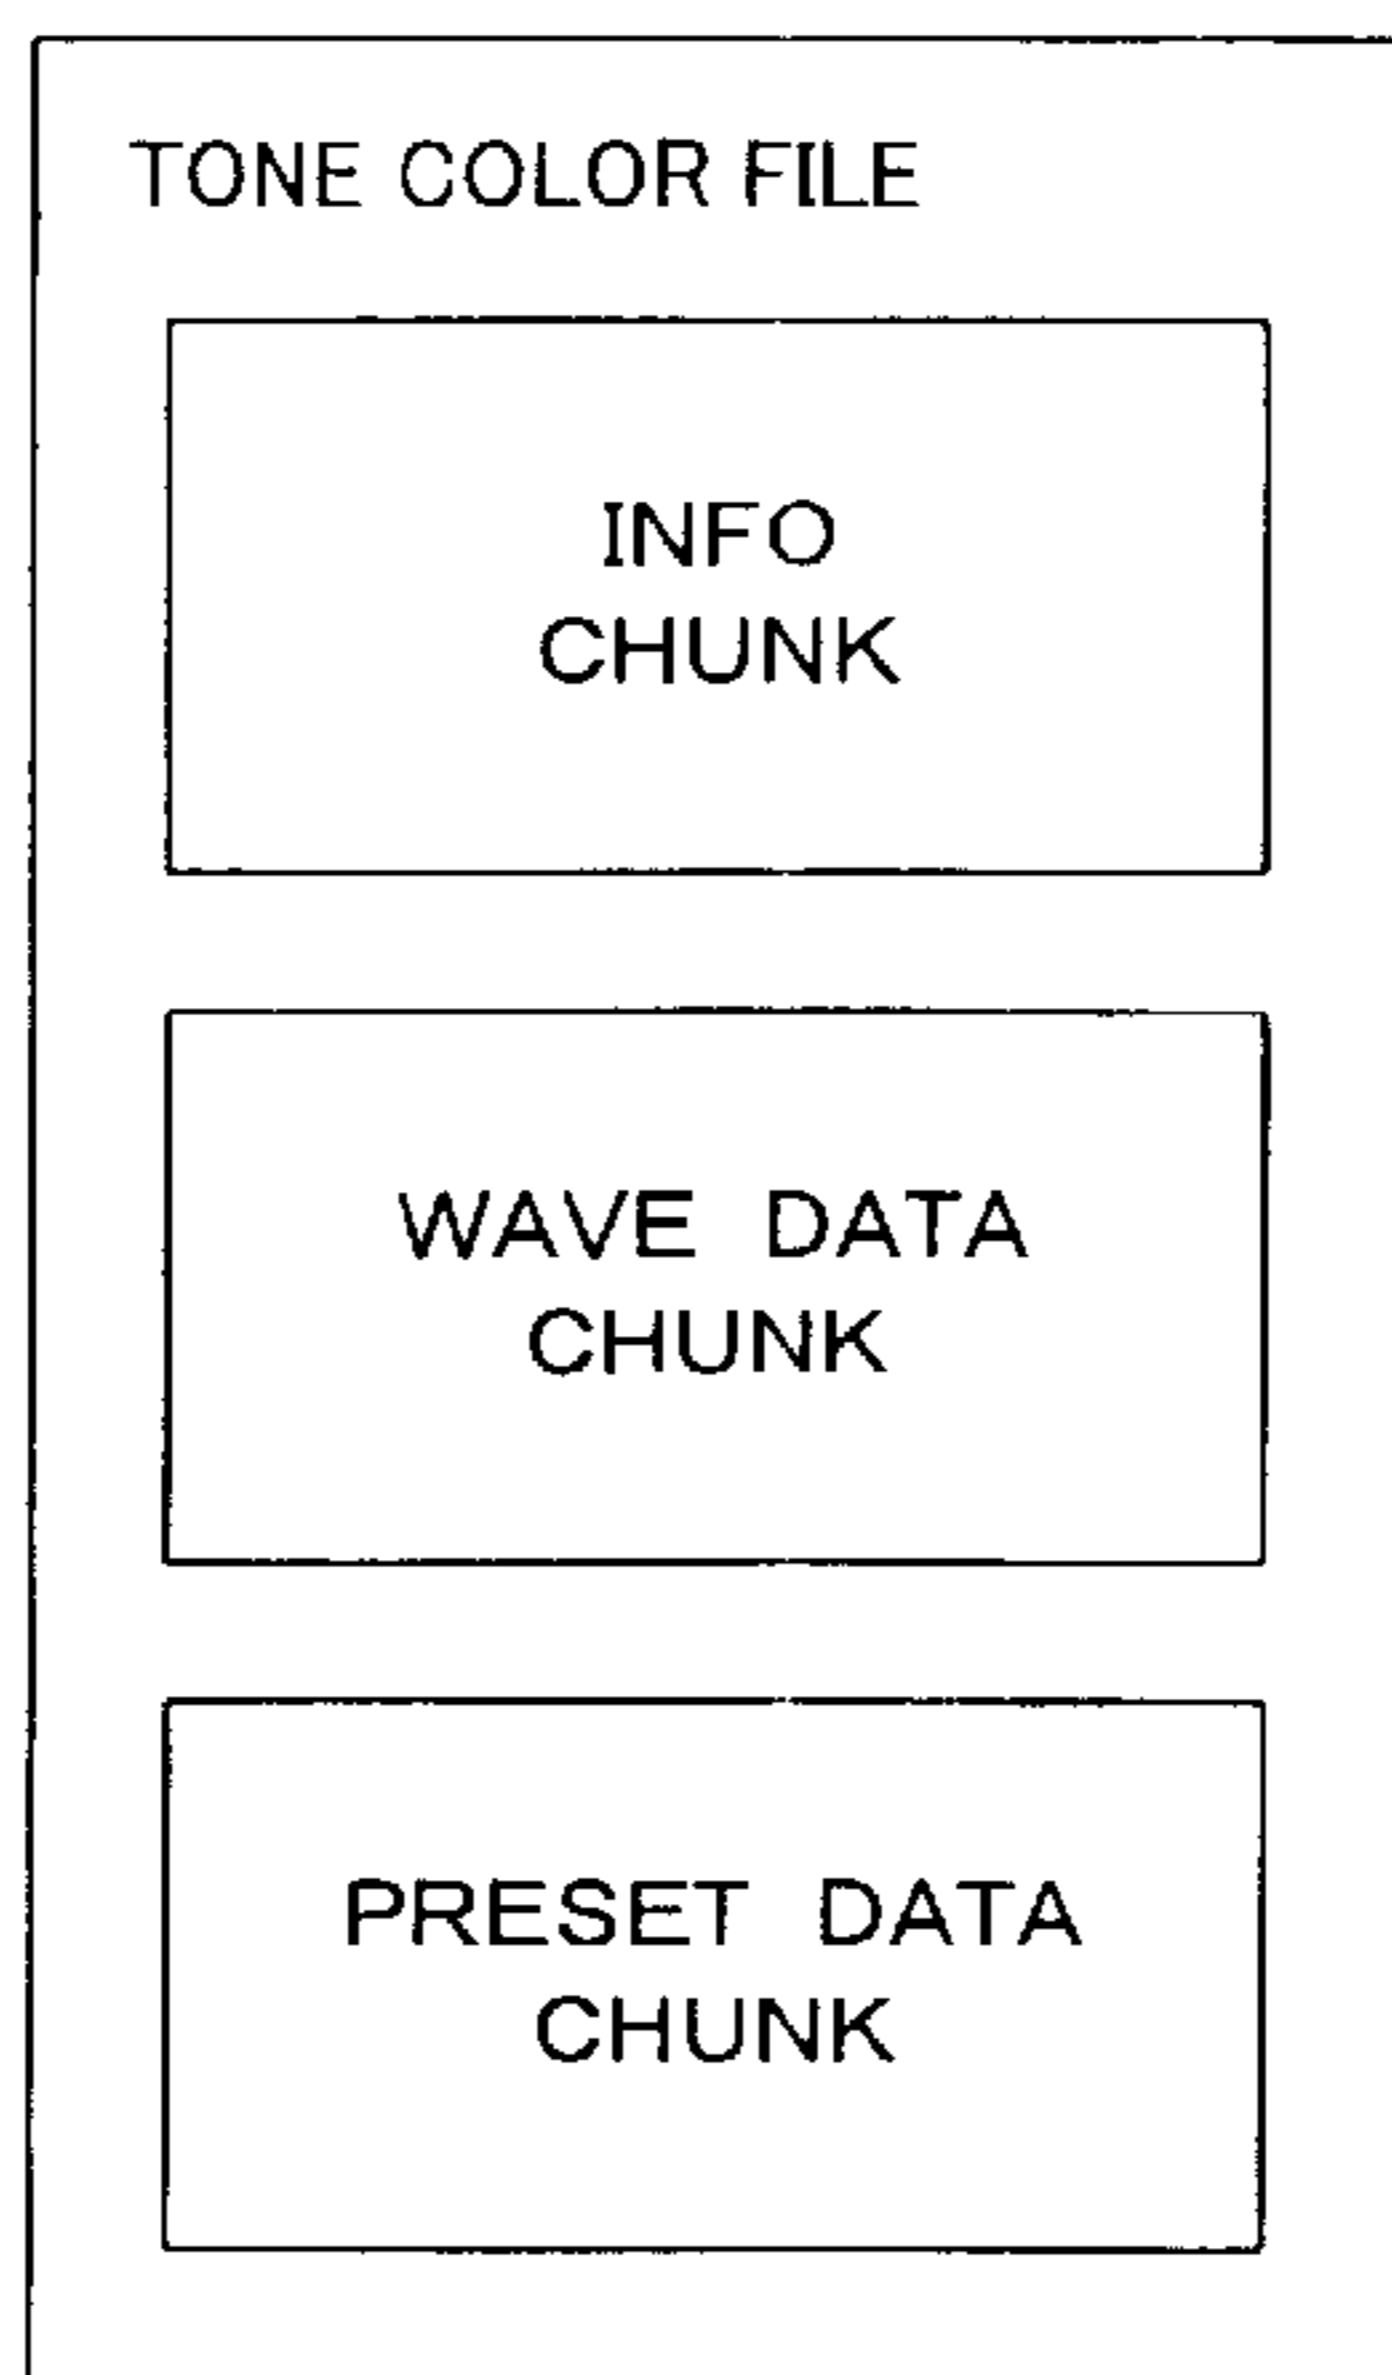 TONE COLOR FILE
INFO
CHUNK
WAVE DATA
CHUNK
PRESET DATA
CHUNK